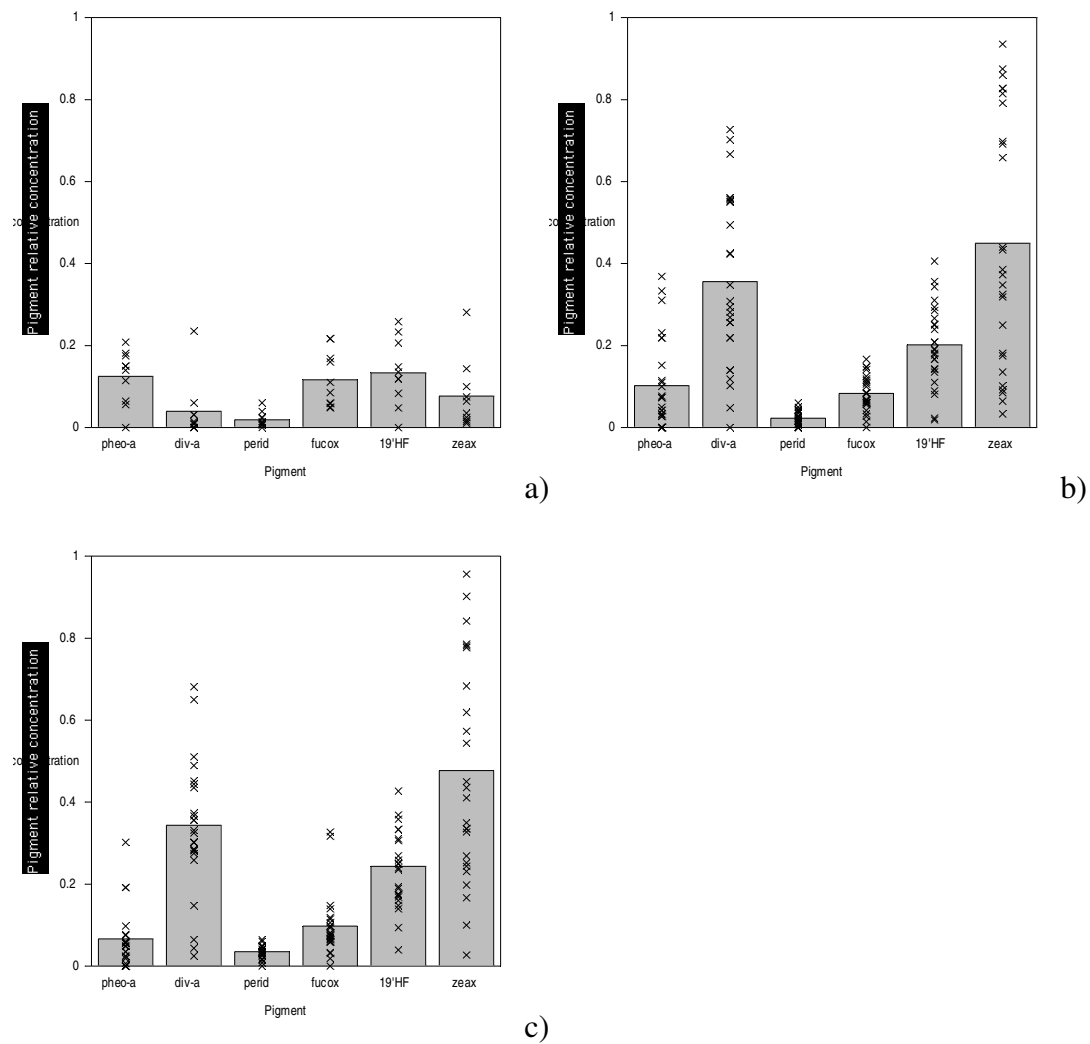 1
0.8
0.6
0.4
0.2
0
Pigment relative concentration
concentration
pheo-a div-a perid fucox 19'HF zeax
Pigment
a)
1
0.8
0.6
0.4
0.2
0
Pigment relative concentration
concentration
pheo-a div-a perid fucox 19'HF zeax
Pigment
b)
1
0.8
0.6
0.4
0.2
0
Pigment relative concentration
concentration
pheo-a div-a perid fucox 19'HF zeax
Pigment
c)